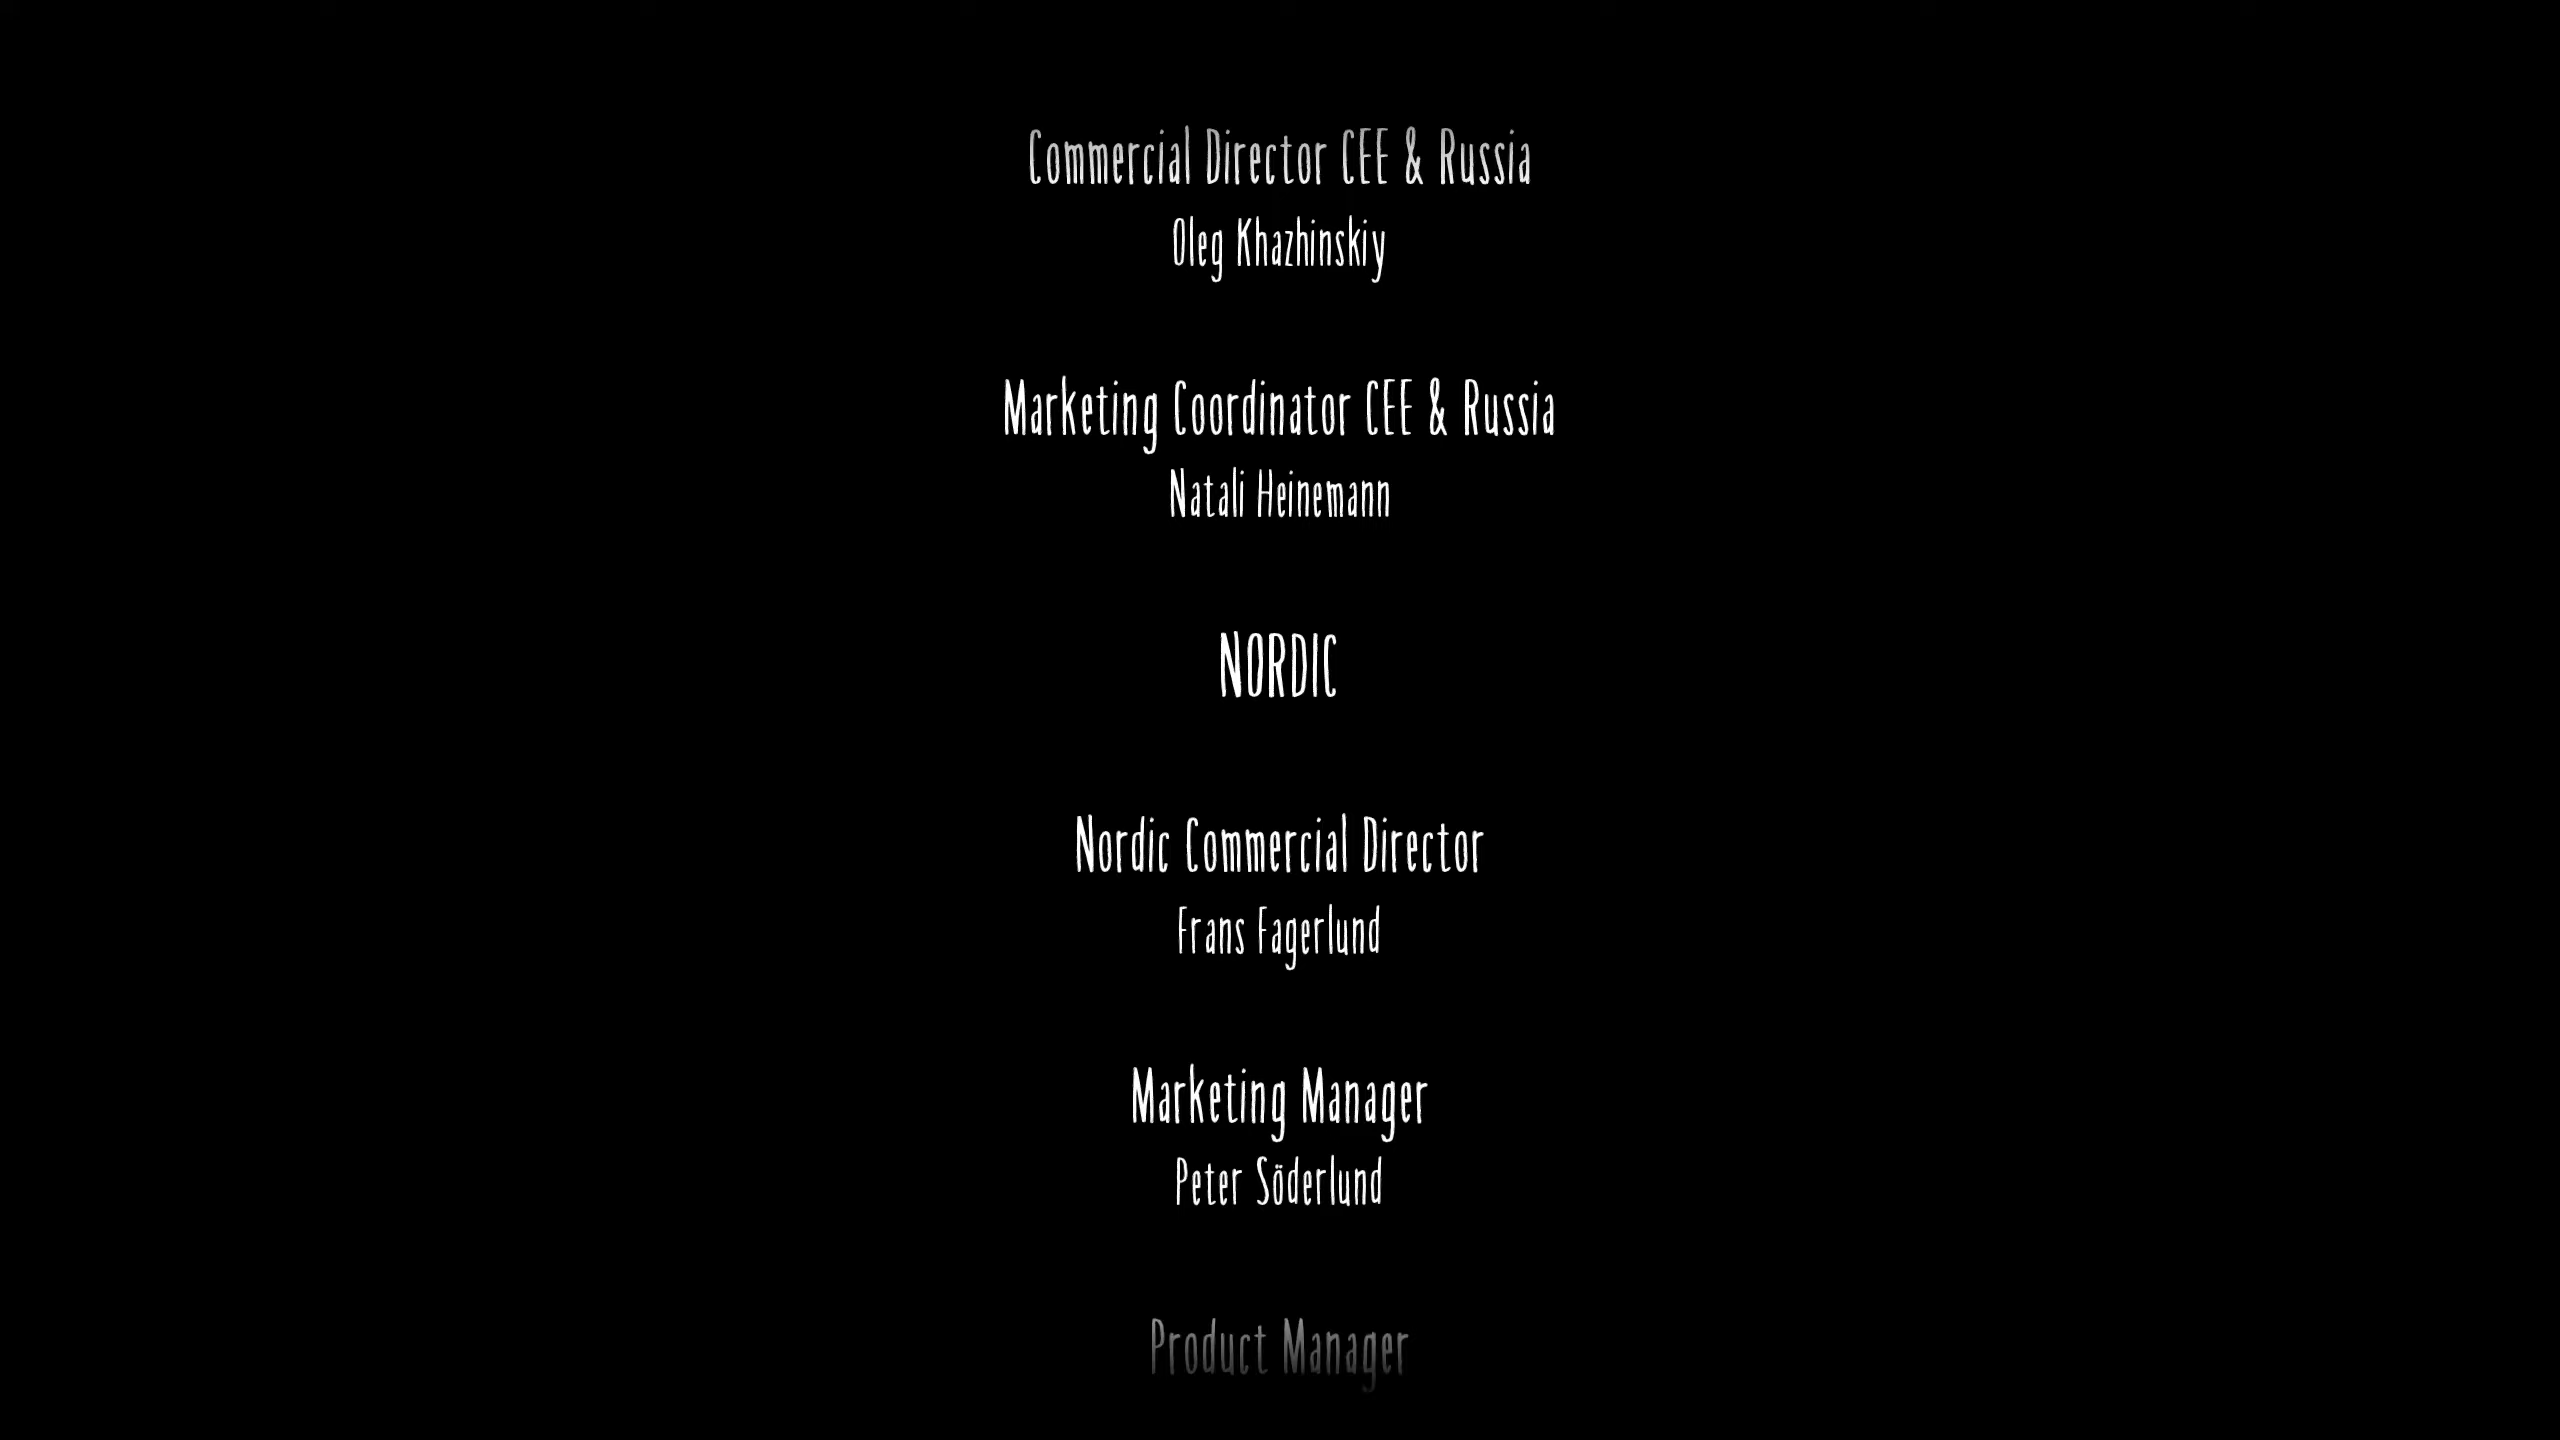 Commercial Director CEE & Russia
Oleg Khazhinskiy
Marketing Coordinator CEE & Russia
Natali Heinemann
NORDIC
Nordic Commercial Director
Frans Fagerlund
Marketing Manager
Peter Söderlund
Product Manager